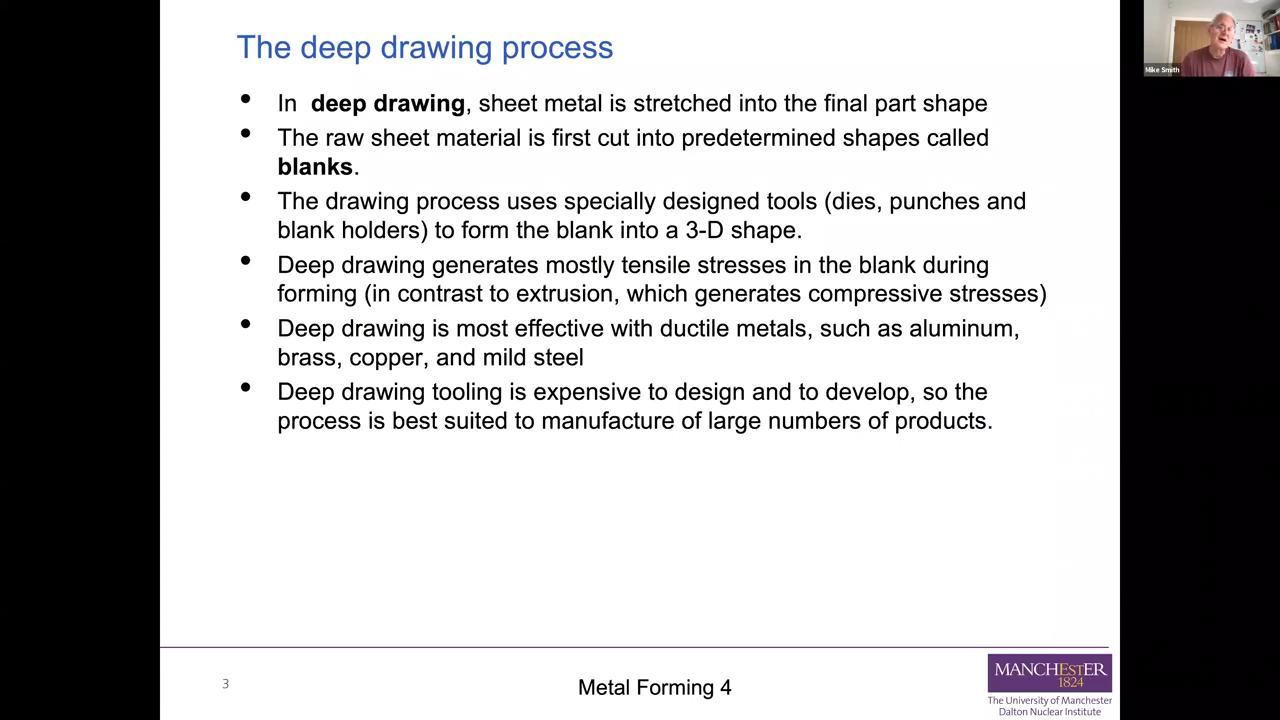 The deep drawing process
• In deep drawing, sheet metal is stretched into the final part shape
• The raw sheet material is first cut into predetermined shapes called
blanks.
• The drawing process uses specially designed tools (dies, punches and
blank holders) to form the blank into a 3-D shape.
• Deep drawing generates mostly tensile stresses in the blank during
forming (in contrast to extrusion, which generates compressive stresses)
• Deep drawing is most effective with ductile metals, such as aluminum,
brass, copper, and mild steel
• Deep drawing tooling is expensive to design and to develop, so the
process is best suited to manufacture of large numbers of products.
Mike Smith
3
Metal Forming 4
MANCHESTER
1824
The University of Manchester
Dalton Nuclear Institute